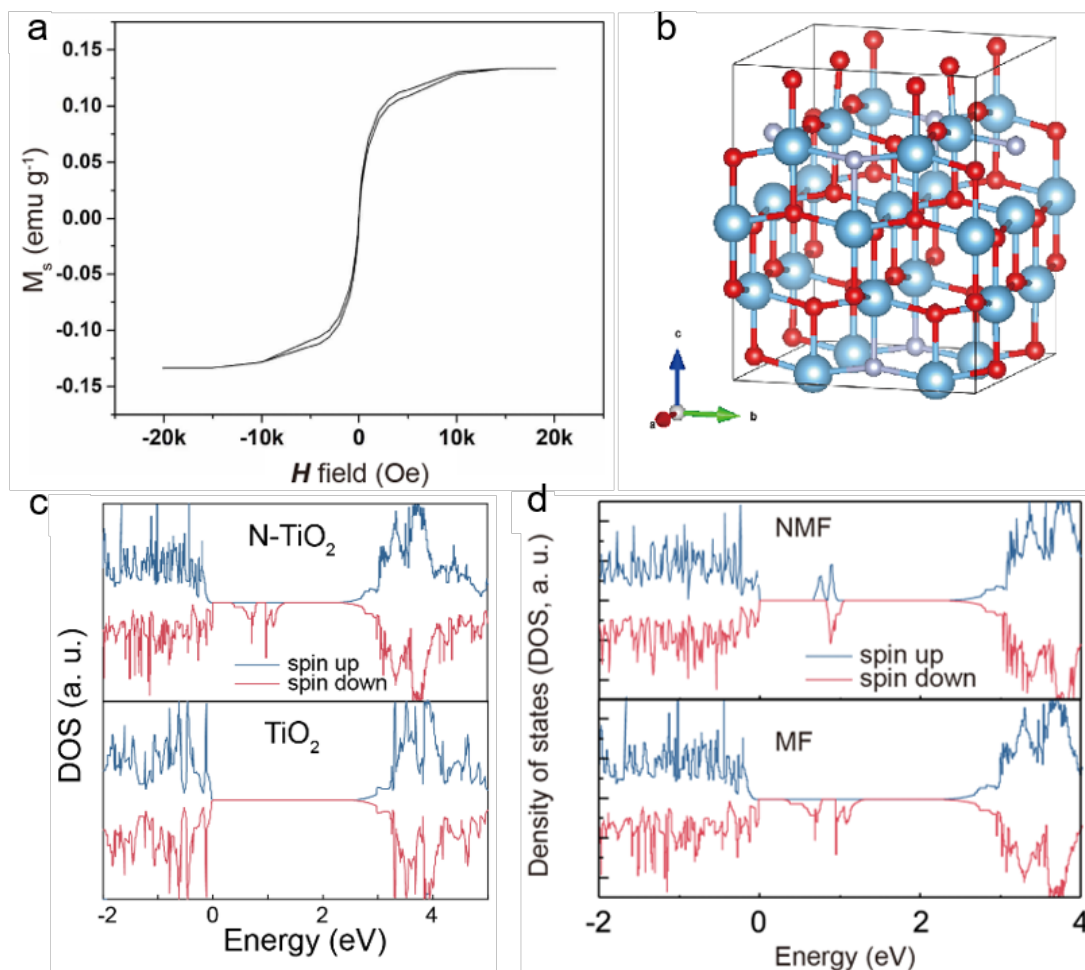 a
0.15
0.10
0.05
0.00
-0.05
-0.10
-0.15
Ms (emu g-1)
-20k -10k 0 10k 20k
H field (Oe)
b
c
a
b
c
N-TiO2
spin up
spin down
TiO2
DOS (a. u.)
-2 0 2 4
Energy (eV)
d
NMF
spin up
spin down
MF
Density of states (DOS, a. u.)
-2 0 2 4
Energy (eV)